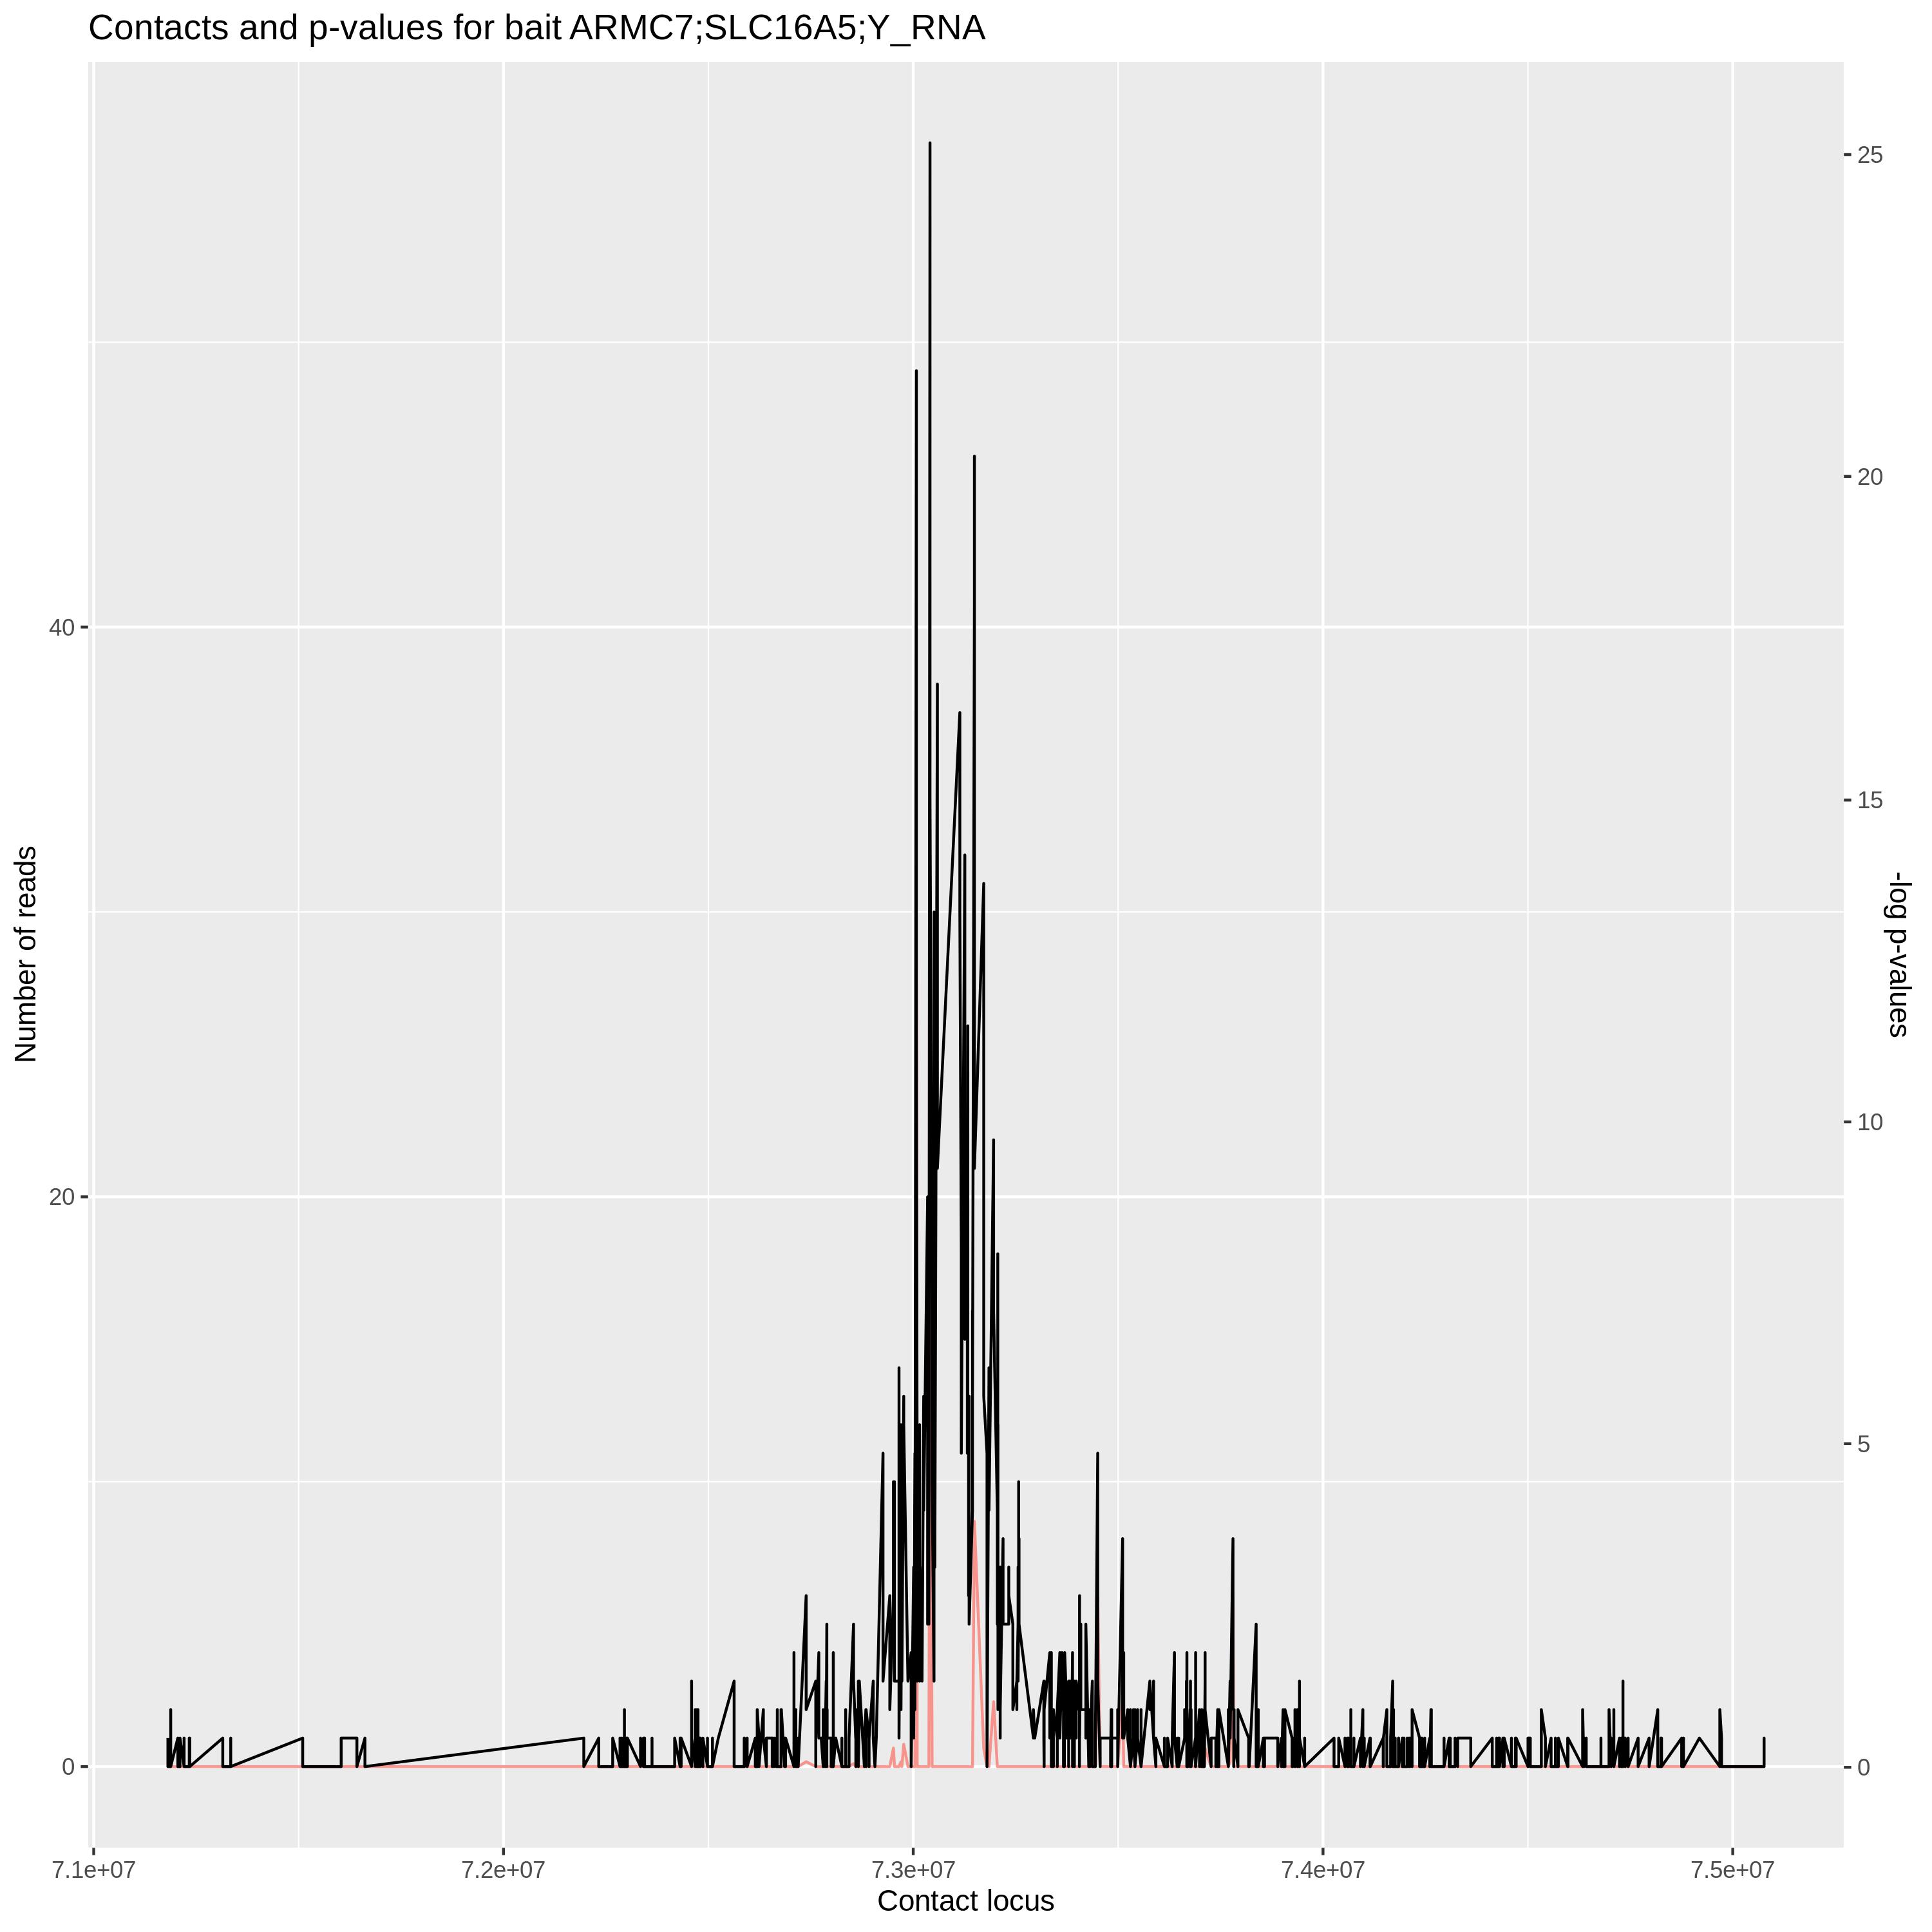 Contacts and p-values for bait ARMC7;SLC16A5;Y_RNA
25
20
40
15
Number of reads
-log p-values
10
20
5
0
0
7.1e+07
7.2e+07
7.3e+07
7.4e+07
7.5e+07
Contact locus